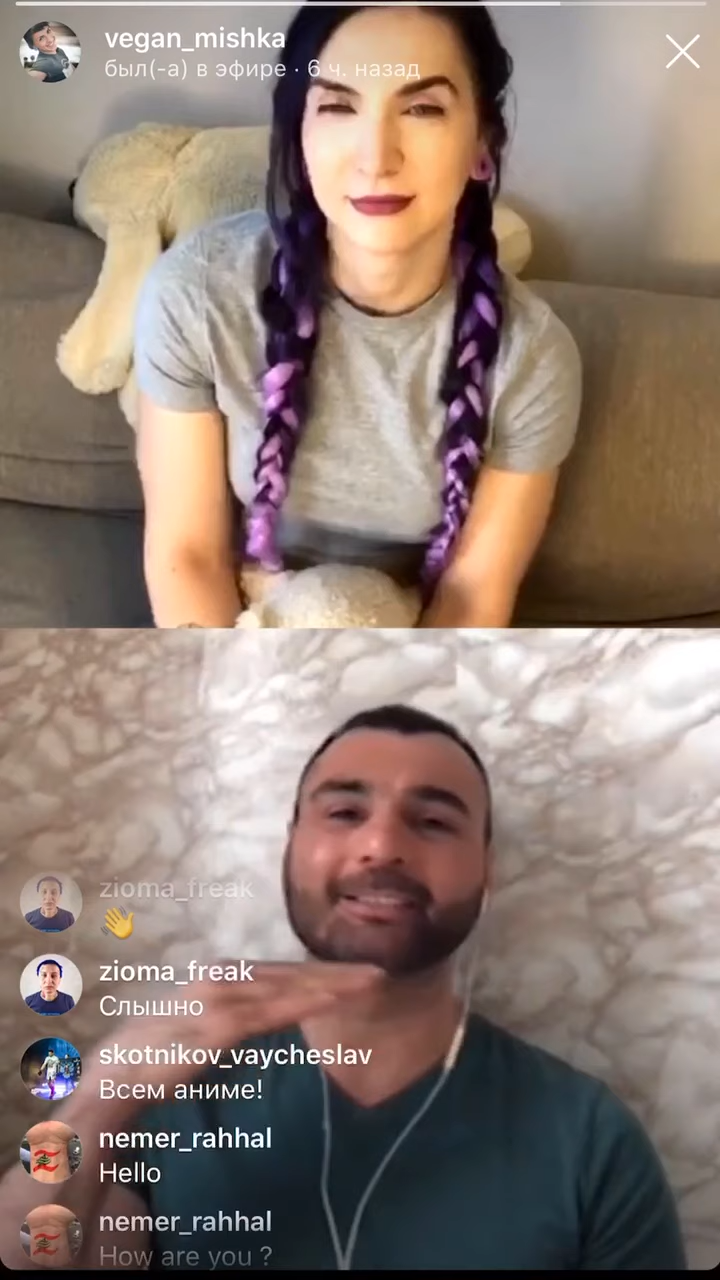 vegan_mishka
был(-а) в эфире · 6 ч. назад
zioma_freak
👋
zioma_freak
Слышно
skotnikov_vaycheslav
Всем аниме!
nemer_rahhal
Hello
nemer_rahhal
How are you ?